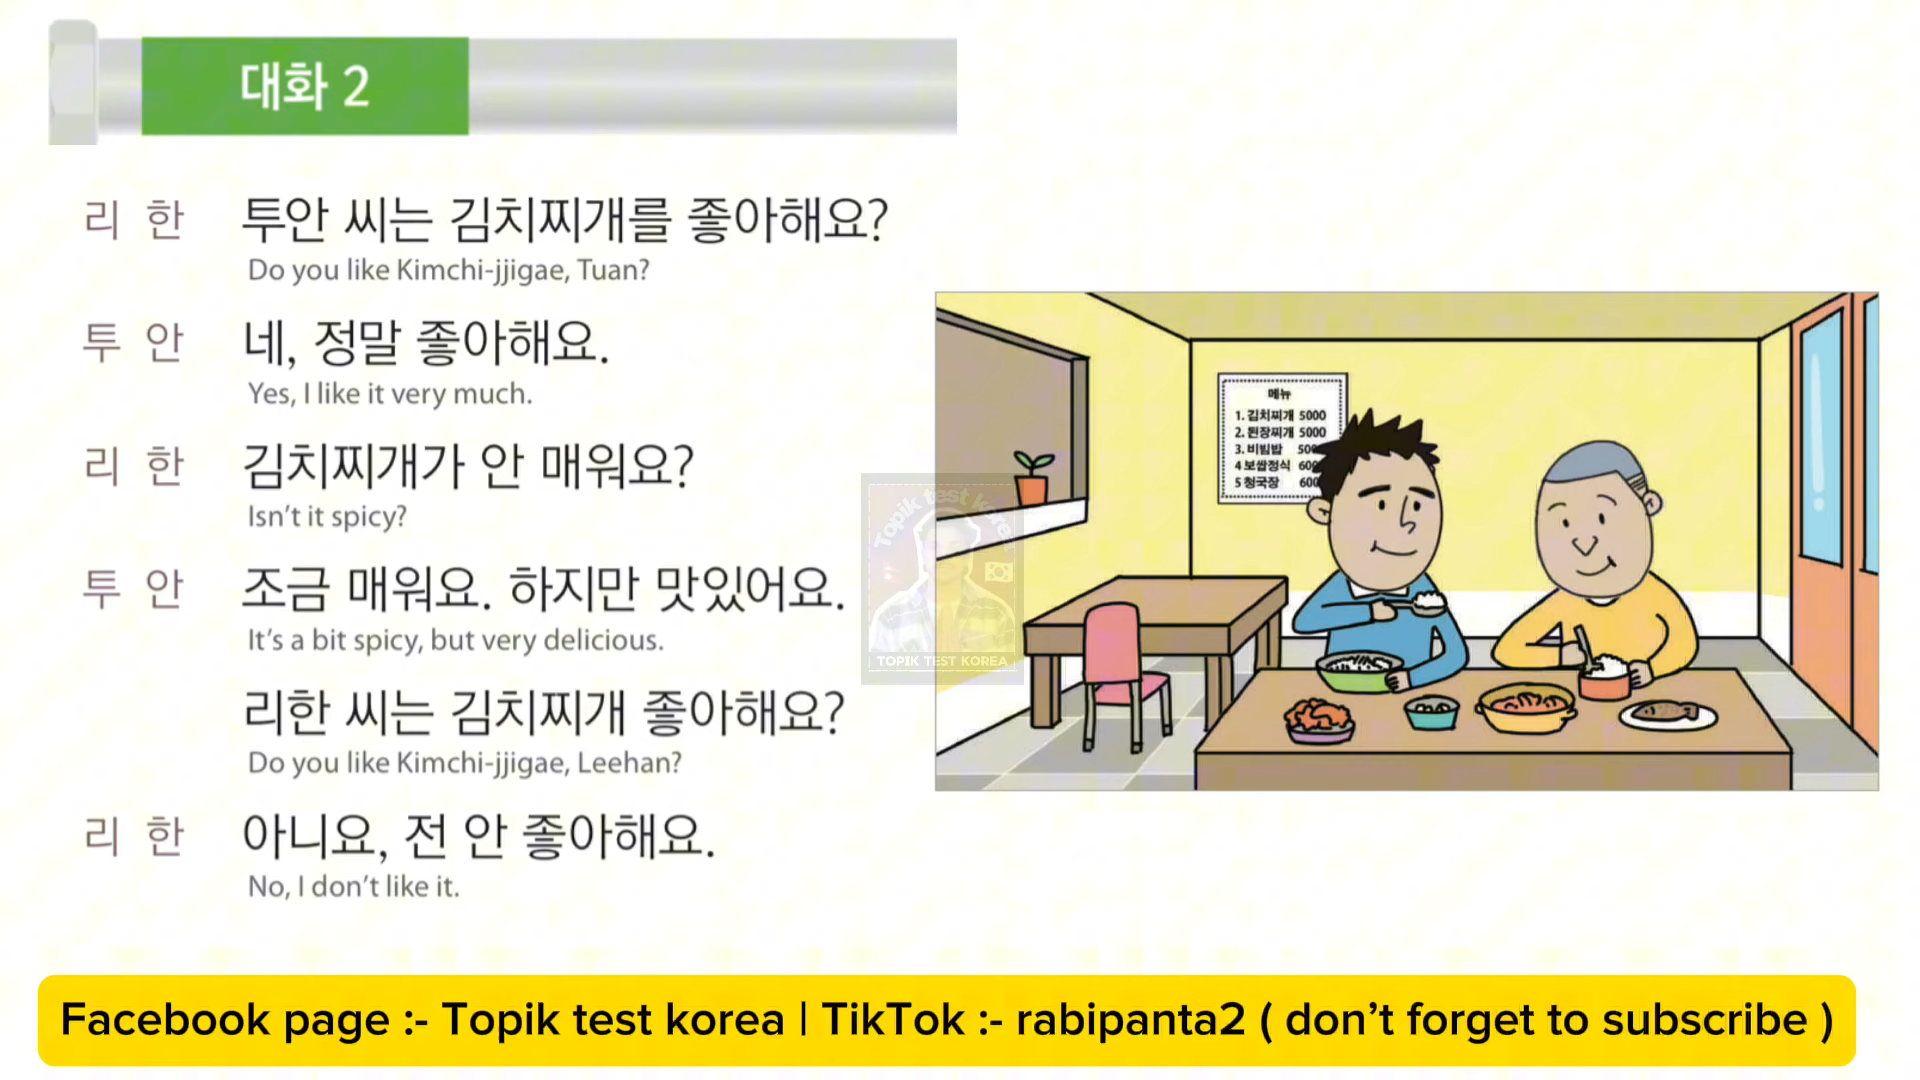 대화 2
리 한 투안 씨는 김치찌개를 좋아해요?
Do you like Kimchi-jjigae, Tuan?
투 안 네, 정말 좋아해요.
Yes, I like it very much.
리 한 김치찌개가 안 매워요?
Isn't it spicy?
투 안 조금 매워요. 하지만 맛있어요.
It's a bit spicy, but very delicious.
리한 씨는 김치찌개 좋아해요?
Do you like Kimchi-jjigae, Leehan?
리 한 아니요, 전 안 좋아해요.
No, I don't like it.
메뉴
1. 김치찌개 5000
2. 된장찌개 5000
3. 비빔밥
4 보쌈정식
5 청국장
Topik test korea
TOPIK TEST KOREA
Facebook page :- Topik test korea | TikTok :- rabipanta2 ( don't forget to subscribe )